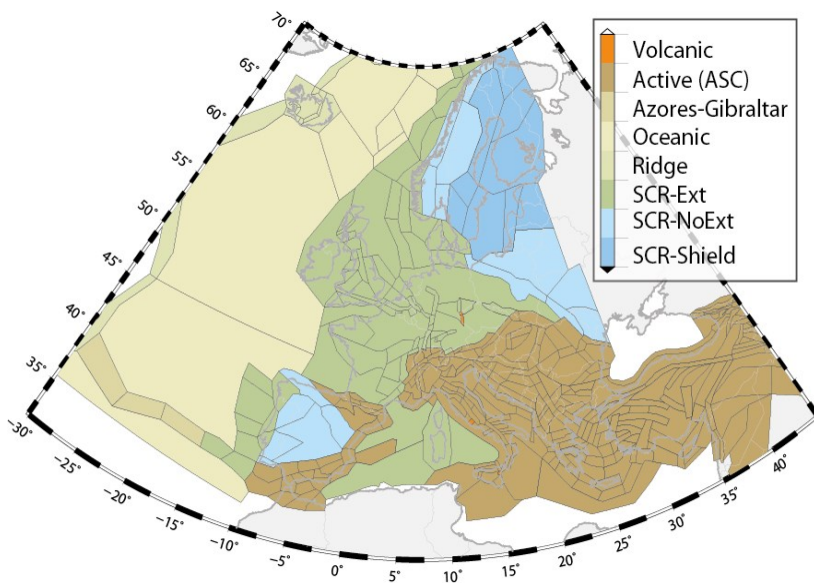 70°
65°
60°
55°
50°
45°
40°
35°
−30°
−25°
−20°
−15°
−10°
−5°
0°
5°
10°
15°
20°
25°
30°
35°
40°
Volcanic
Active (ASC)
Azores-Gibraltar
Oceanic
Ridge
SCR-Ext
SCR-NoExt
SCR-Shield